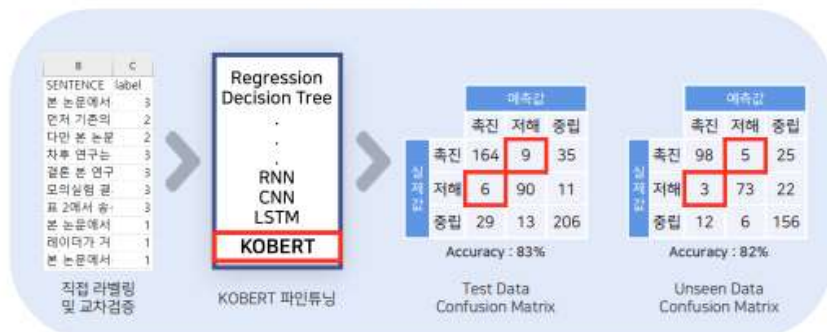 B C
SENTENCE label
본 논문에서 3
먼저 기존의 2
다만 본 논문 2
차후 연구는 3
결론 본 연구 3
모의실험 결 3
표 2에서 송 3
본 논문에서 1
레이더가 거 1
본 논문에서 1
직접 라벨링
및 교차검증
Regression
Decision Tree
.
.
.
RNN
CNN
LSTM
KOBERT
KOBERT 파인튜닝
예측값
촉진 저해 중립
실제값
촉진 164 9 35
저해 6 90 11
중립 29 13 206
Accuracy : 83%
Test Data
Confusion Matrix
예측값
촉진 저해 중립
실제값
촉진 98 5 25
저해 3 73 22
중립 12 6 156
Accuracy : 82%
Unseen Data
Confusion Matrix